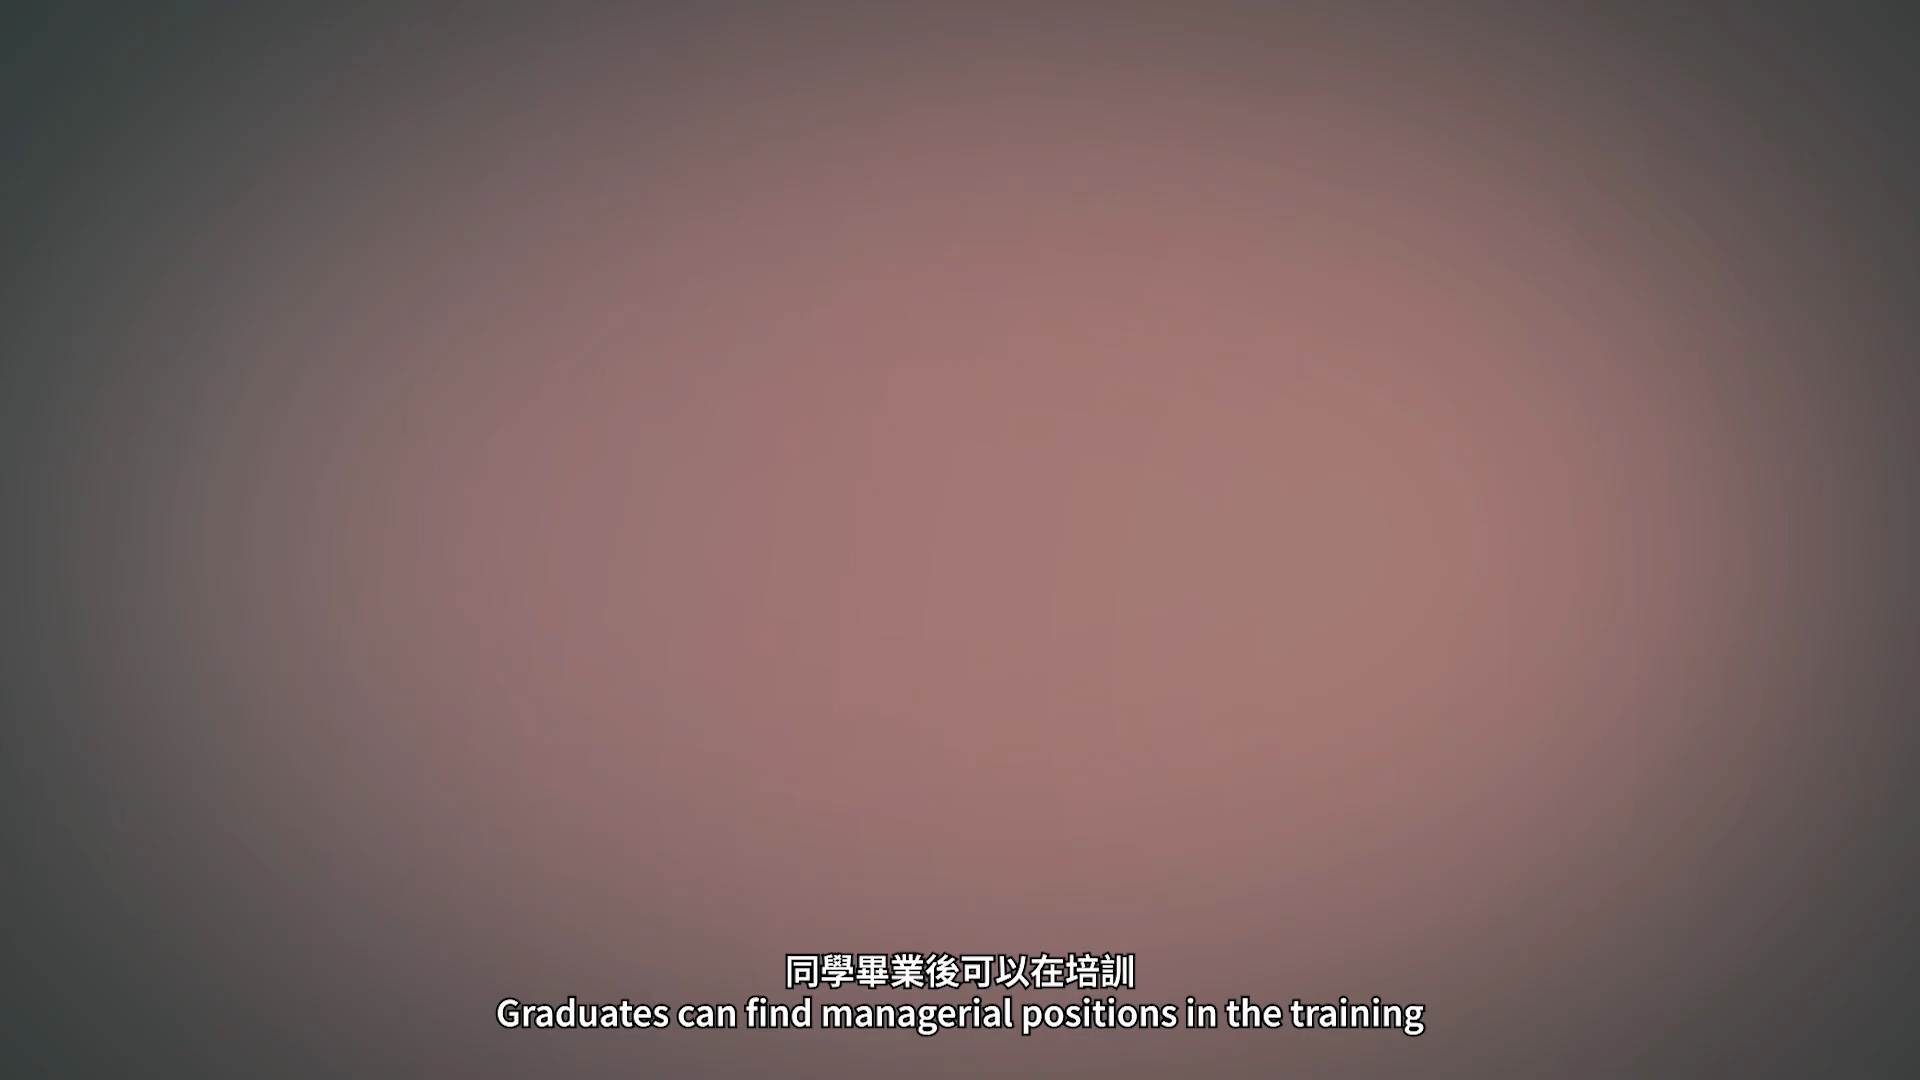 同學畢業後可以在培訓
Graduates can find managerial positions in the training